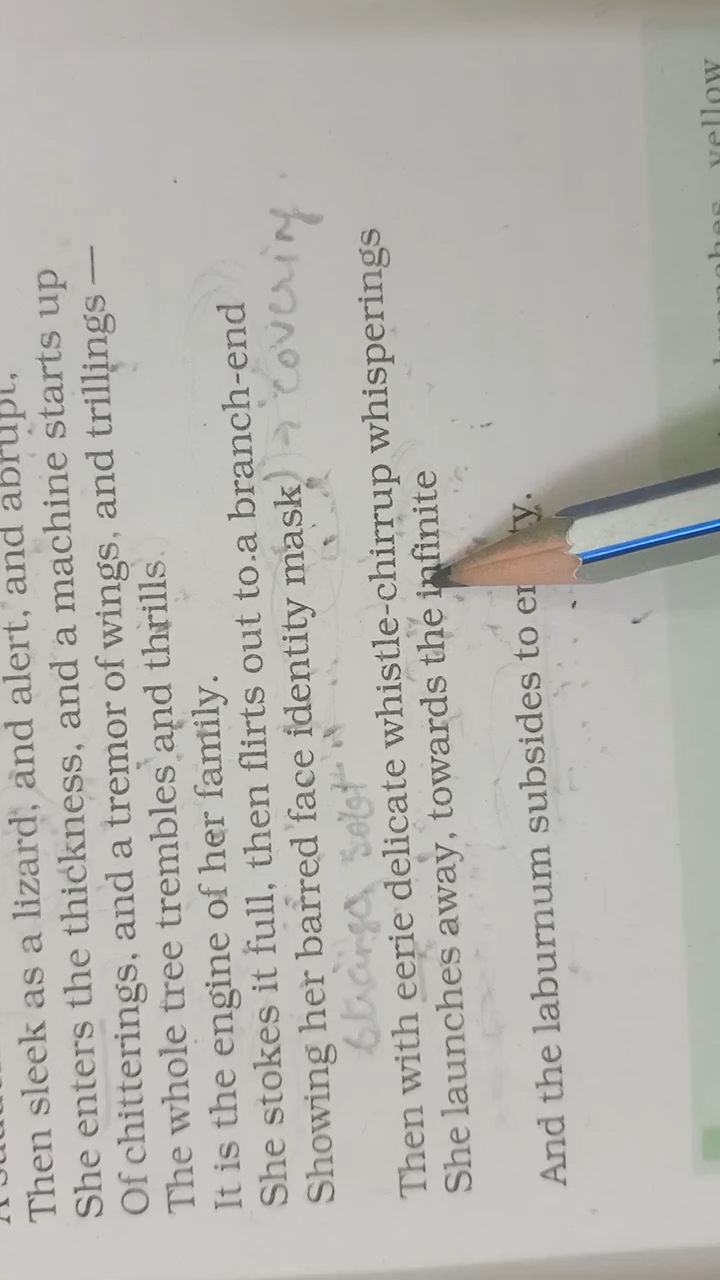 Then sleek as a lizard, and alert, and abrupt,
She enters the thickness, and a machine starts up
Of chitterings, and a tremor of wings, and trillings —
The whole tree trembles and thrills.
It is the engine of her family.
She stokes it full, then flirts out to a branch-end
Showing her barred face identity mask → covering.
Then with eerie delicate whistle-chirrup whisperings
She launches away, towards the infinite
And the laburnum subsides to
yellow